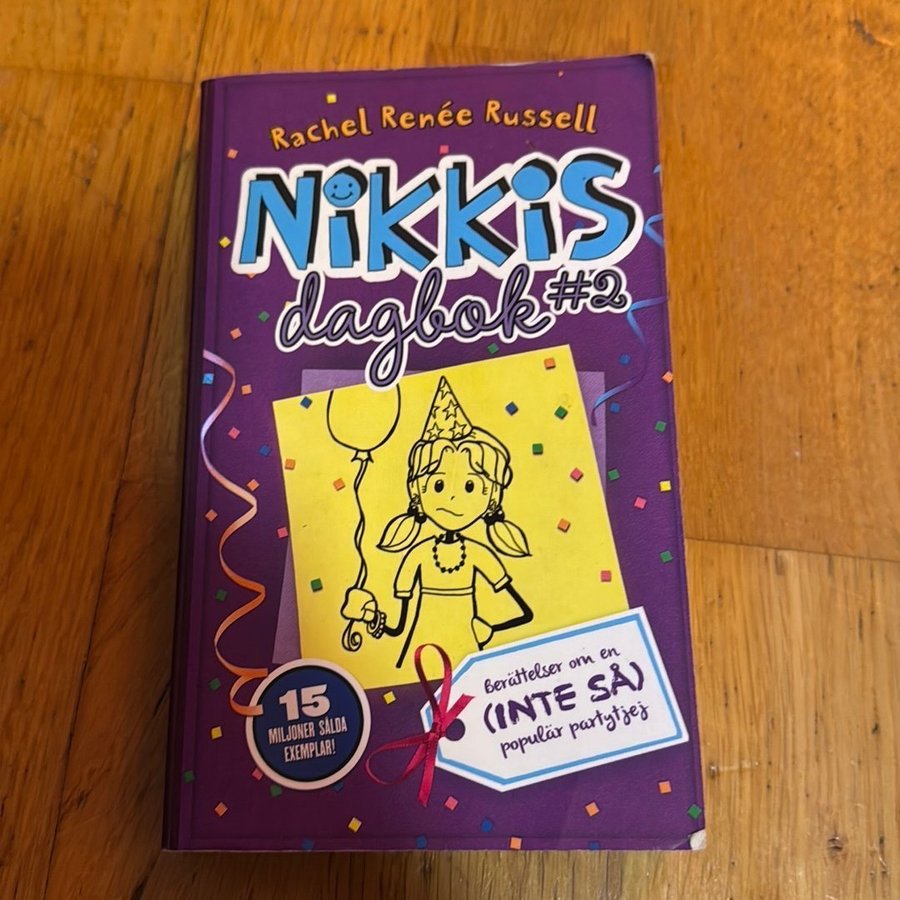 Rachel Renée Russell
NiKKiS
dagbok #2
Berättelser om en
(INTE SÅ)
populär partytjej
15
MILJONER SÅLDA
EXEMPLAR!